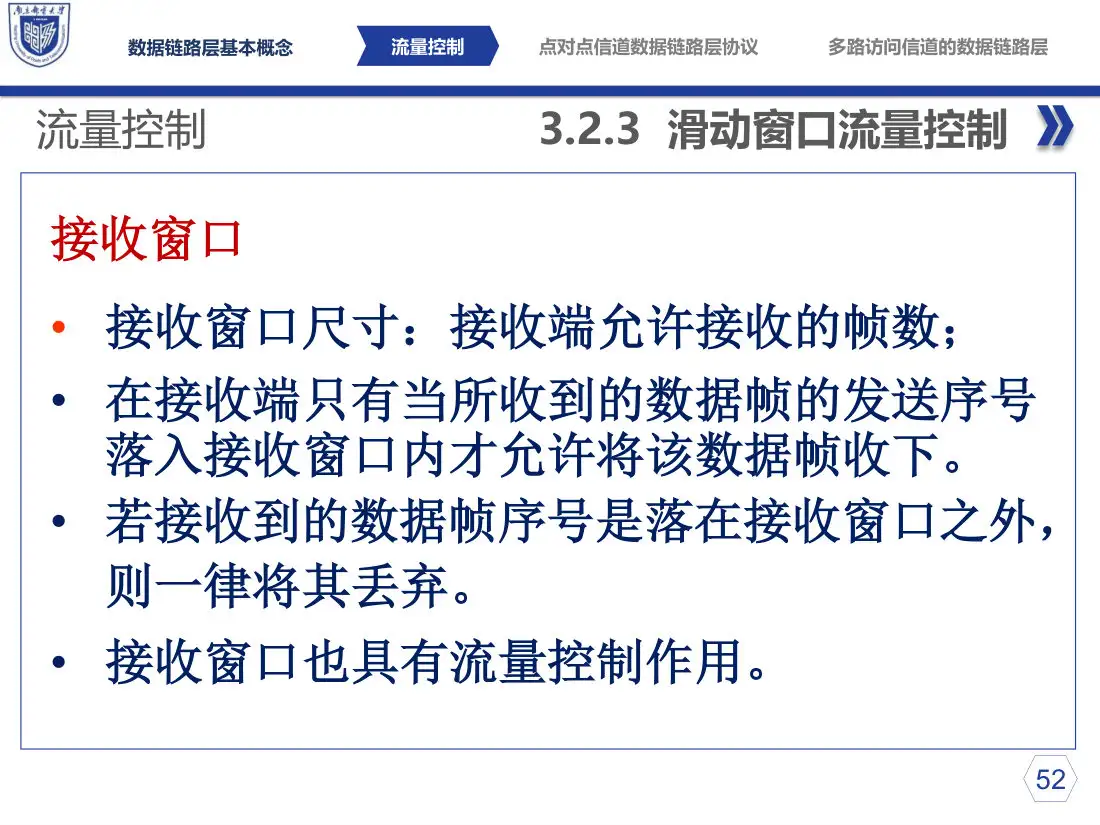 数据链路层基本概念
流量控制
点对点信道数据链路层协议
多路访问信道的数据链路层
流量控制
3.2.3 滑动窗口流量控制
接收窗口
• 接收窗口尺寸：接收端允许接收的帧数；
• 在接收端只有当所收到的数据帧的发送序号
落入接收窗口内才允许将该数据帧收下。
• 若接收到的数据帧序号是落在接收窗口之外，
则一律将其丢弃。
• 接收窗口也具有流量控制作用。
52